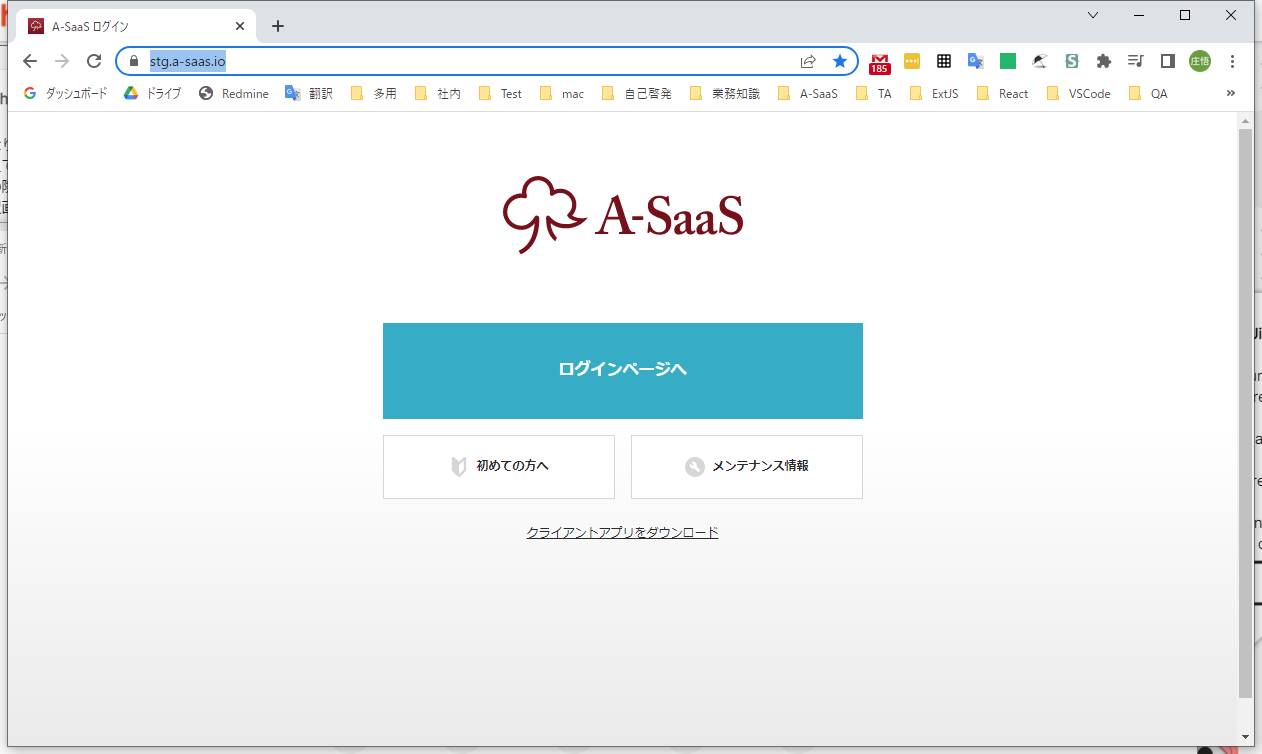 A-SaaS ログイン
stg.a-saas.io
185
庄悟
ダッシュボード ドライブ Redmine 翻訳 多用 社内 Test mac 自己啓発 業務知識 A-SaaS TA ExtJS React VSCode QA »
A-SaaS
ログインページへ
初めての方へ メンテナンス情報
クライアントアプリをダウンロード